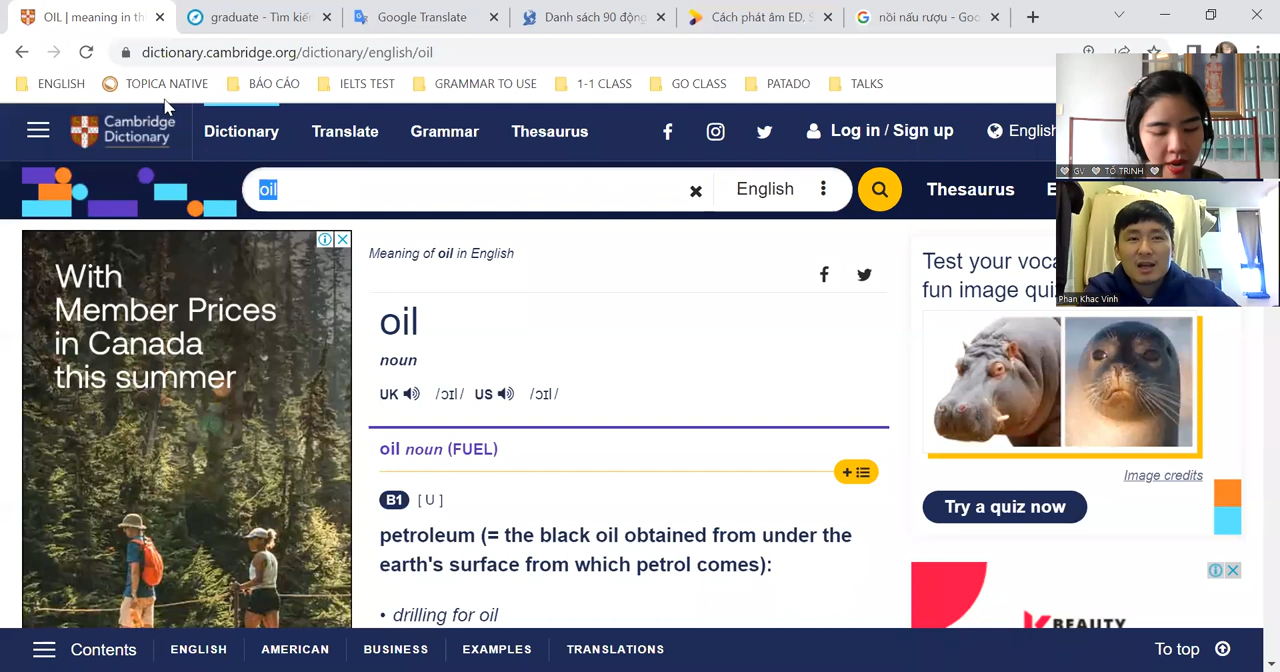 OIL | meaning in th
graduate - Tìm kiế
Google Translate
Danh sách 90 động
Cách phát âm ED, S
nồi nấu rượu - Goo
dictionary.cambridge.org/dictionary/english/oil
ENGLISH
TOPICA NATIVE
BÁO CÁO
IELTS TEST
GRAMMAR TO USE
1-1 CLASS
GO CLASS
PATADO
TALKS
Cambridge
Dictionary
Dictionary
Translate
Grammar
Thesaurus
Log in / Sign up
English
oil
English
Thesaurus
GV TỐ TRINH
Phan Khac Vinh
With
Member Prices
in Canada
this summer
Meaning of oil in English
oil
noun
UK /ɔɪl/ US /ɔɪl/
oil noun (FUEL)
B1 [ U ]
petroleum (= the black oil obtained from under the
earth's surface from which petrol comes):
• drilling for oil
Test your voca
fun image qui
Image credits
Try a quiz now
K BEAUTY
Contents
ENGLISH
AMERICAN
BUSINESS
EXAMPLES
TRANSLATIONS
To top